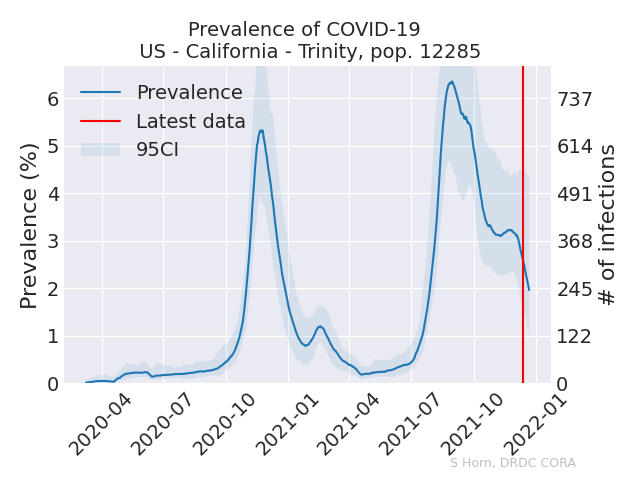 Prevalence of COVID-19
US - California - Trinity, pop. 12285
Prevalence
Latest data
95CI
Prevalence (%)
6
5
4
3
2
1
0
737
614
491
368
245
122
0
# of infections
2020-04
2020-07
2020-10
2021-01
2021-04
2021-07
2021-10
2022-01
S Horn, DRDC CORA